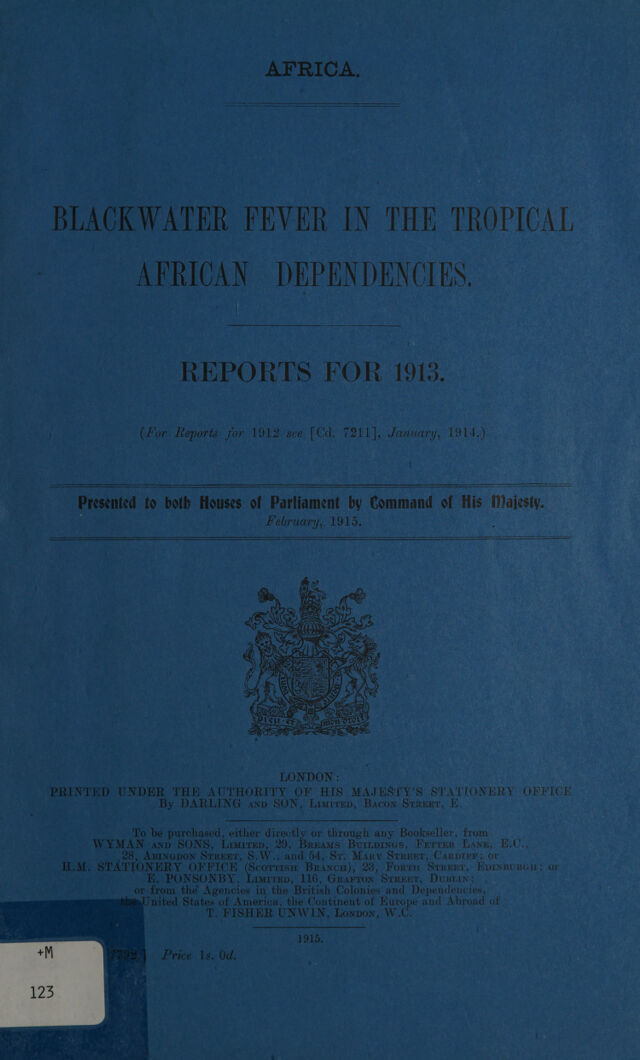 AFRICA.
BLACKWATER FEVER IN THE TROPICAL
AFRICAN DEPENDENCIES.
REPORTS FOR 1913.
(For Reports for 1912 see [Cd. 7211], January, 1914.)
Presented to both Houses of Parliament by Command of His Majesty.
February, 1915.
LONDON:
PRINTED UNDER THE AUTHORITY OF HIS MAJESTY'S STATIONERY OFFICE
By DARLING AND SON, LIMITED, BACON STREET, E.
To be purchased, either directly or through any Bookseller, from
WYMAN AND SONS, LIMITED, 29, BREAMS BUILDINGS, FETTER LANE, E.C.,
28, ABINGDON STREET, S.W., and 54, ST. MARY STREET, CARDIFF; or
H.M. STATIONERY OFFICE (SCOTTISH BRANCH), 23, FORTH STREET, EDINBURGH; or
E. PONSONBY, LIMITED, 116, GRAFTON STREET, DUBLIN;
or from the Agencies in the British Colonies and Dependencies,
the United States of America, the Continent of Europe and Abroad of
T. FISHER UNWIN, LONDON, W.C.
1915.
Price 1s. 0d.
+M
123